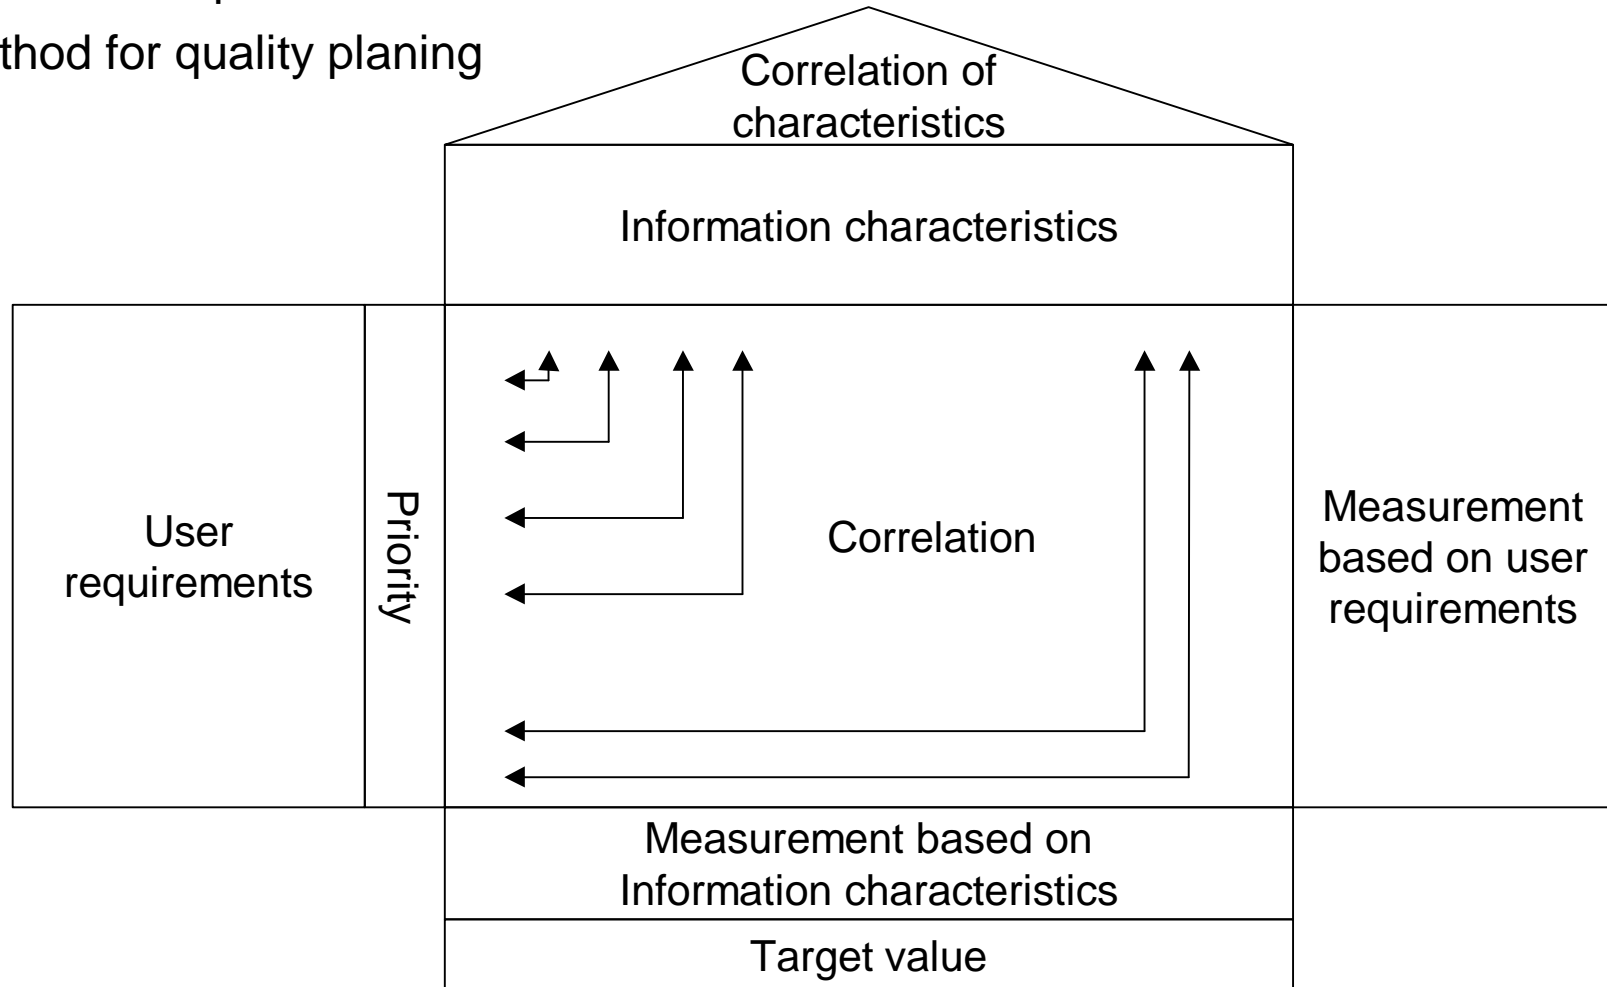 thod for quality planing
Correlation of
characteristics
Information characteristics
User
requirements
Priority
Correlation
Measurement
based on user
requirements
Measurement based on
Information characteristics
Target value